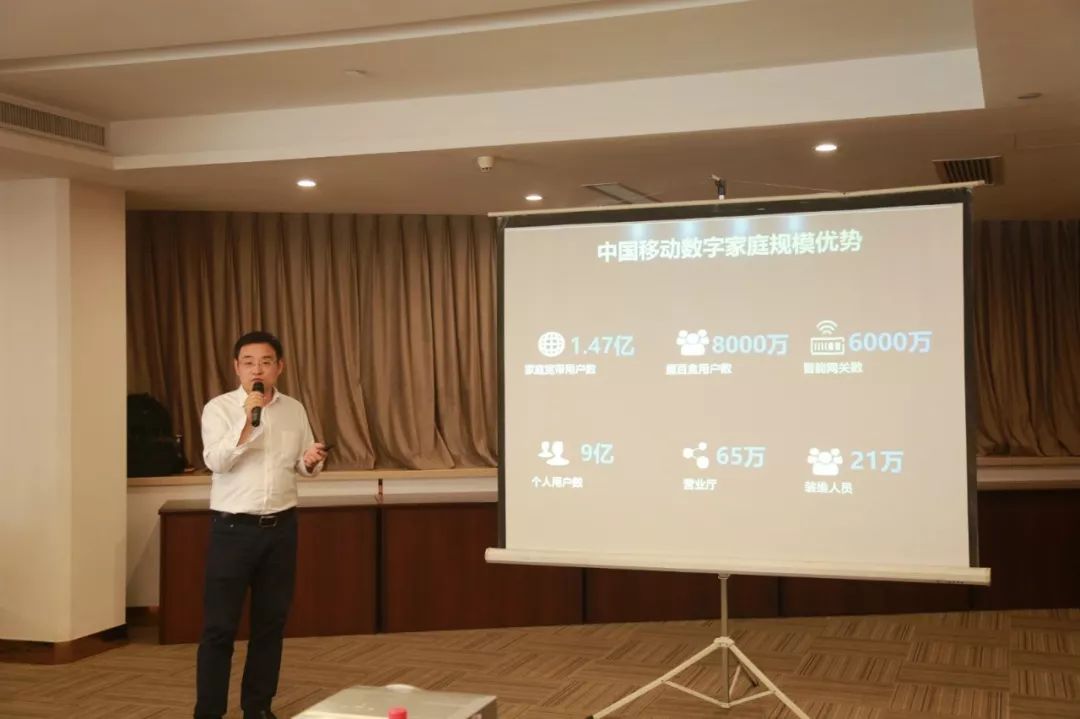 中国移动数字家庭规模优势
1.47亿
家庭宽带用户数
8000万
魔百盒用户数
6000万
智能网关数
9亿
个人用户数
65万
营业厅
21万
装维人员